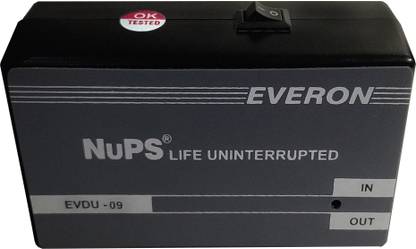 OK
TESTED
EVERON
NuPS® LIFE UNINTERRUPTED
IN
EVDU - 09
OUT